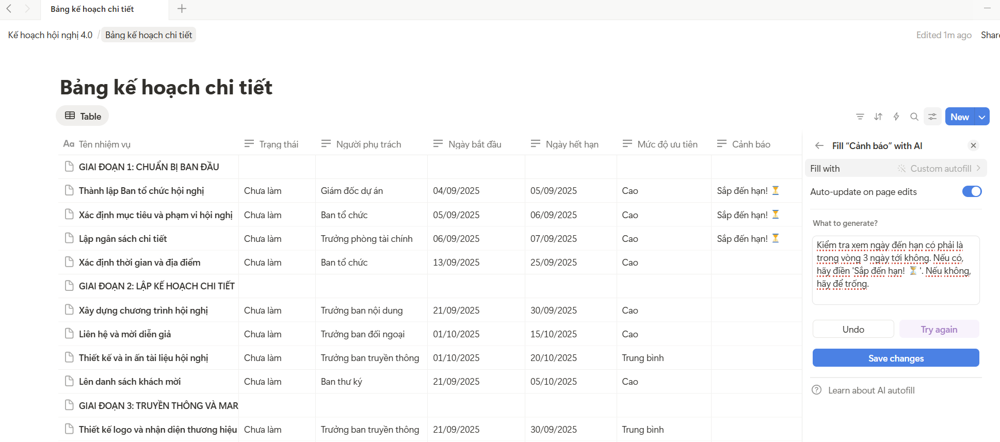 Bảng kế hoạch chi tiết
Kế hoạch hội nghị 4.0 / Bảng kế hoạch chi tiết
Edited 1m ago
Bảng kế hoạch chi tiết
Table
New
Aa Tên nhiệm vụ Trạng thái Người phụ trách Ngày bắt đầu Ngày hết hạn Mức độ ưu tiên Cảnh báo
GIAI ĐOẠN 1: CHUẨN BỊ BAN ĐẦU
Thành lập Ban tổ chức hội nghị Chưa làm Giám đốc dự án 04/09/2025 05/09/2025 Cao Sắp đến hạn! ⏳
Xác định mục tiêu và phạm vi hội nghị Chưa làm Ban tổ chức 05/09/2025 06/09/2025 Cao Sắp đến hạn! ⏳
Lập ngân sách chi tiết Chưa làm Trưởng phòng tài chính 06/09/2025 07/09/2025 Cao Sắp đến hạn! ⏳
Xác định thời gian và địa điểm Chưa làm Ban tổ chức 13/09/2025 25/09/2025 Cao
GIAI ĐOẠN 2: LẬP KẾ HOẠCH CHI TIẾT
Xây dựng chương trình hội nghị Chưa làm Trưởng ban nội dung 21/09/2025 30/09/2025 Cao
Liên hệ và mời diễn giả Chưa làm Trưởng ban đối ngoại 01/10/2025 15/10/2025 Cao
Thiết kế và in ấn tài liệu hội nghị Chưa làm Trưởng ban truyền thông 01/10/2025 20/10/2025 Trung bình
Lên danh sách khách mời Chưa làm Ban thư ký 21/09/2025 05/10/2025 Cao
GIAI ĐOẠN 3: TRUYỀN THÔNG VÀ MAR
Thiết kế logo và nhận diện thương hiệu Chưa làm Trưởng ban truyền thông 21/09/2025 30/09/2025 Trung bình
Fill “Cảnh báo” with AI
Fill with Custom autofill
Auto-update on page edits
What to generate?
Kiểm tra xem ngày đến hạn có phải là
trong vòng 3 ngày tới không. Nếu có,
hãy điền 'Sắp đến hạn! ⏳ '. Nếu không,
hãy để trống.
Undo
Try again
Save changes
Learn about AI autofill